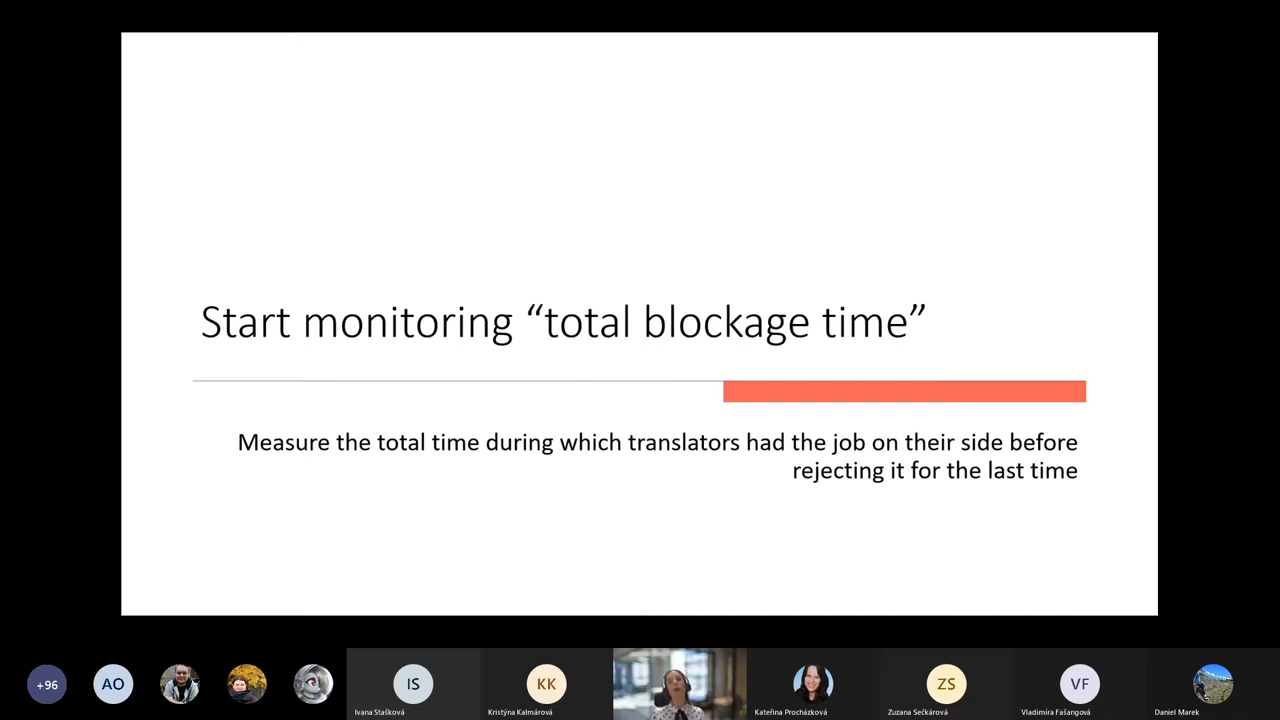 Start monitoring “total blockage time”
Measure the total time during which translators had the job on their side before
rejecting it for the last time
+96
AO
IS
KK
ZS
VF
Ivana Stašková
Kristýna Kalmárová
Kateřina Procházková
Zuzana Sečkárová
Vladimíra Fašangová
Daniel Marek